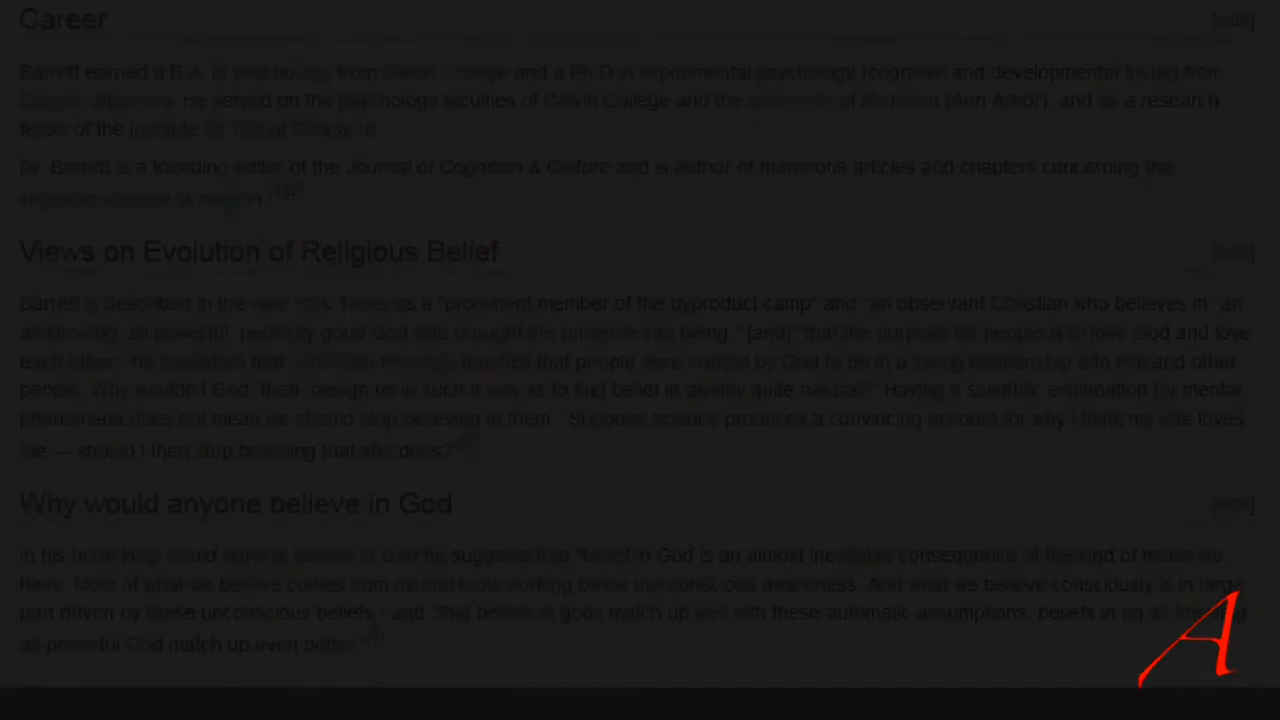 Career [edit]
Barrett earned a B.A. in psychology from Calvin College and a Ph.D in experimental psychology (cognitive and developmental focus) from
Cornell University. He served on the psychology faculties of Calvin College and the university of Michigan (Ann Arbor), and as a research
fellow of the Institute for Social Research.
Dr. Barrett is a founding editor of the Journal of Cognition & Culture and is author of numerous articles and chapters concerning the
cognitive science of religion.
Views on Evolution of Religious Belief [edit]
Barrett is described in the New York Times as a "prominent member of the byproduct camp" and "an observant Christian who believes in "an
all-knowing, all-powerful, perfectly good God who brought the universe into being," [and] "that the purpose for people is to love God and love
each other." He considers that "Christian theology teaches that people were crafted by God to be in a loving relationship with him and other
people. Why wouldn't God, then, design us in such a way as to find belief in divinity quite natural?" Having a scientific explanation for mental
phenomena does not mean we should stop believing in them. "Suppose science produces a convincing account for why I think my wife loves
me — should I then stop believing that she does?"
Why would anyone believe in God [edit]
In his book Why would anyone believe in God he suggests that "belief in God is an almost inevitable consequence of the kind of minds we
have. Most of what we believe comes from mental tools working below our conscious awareness. And what we believe consciously is in large
part driven by these unconscious beliefs." and "that beliefs in gods match up well with these automatic assumptions; beliefs in an all-knowing,
all-powerful God match up even better."
A